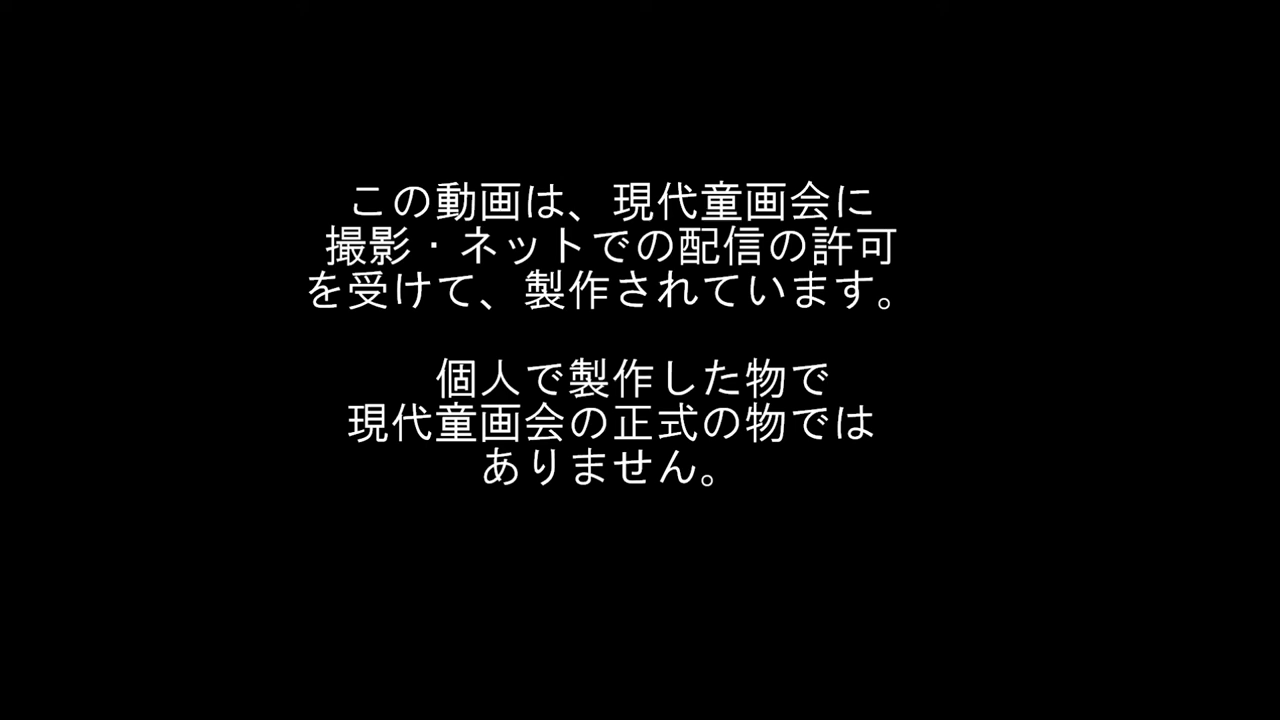 この動画は、現代童画会に
撮影・ネットでの配信の許可
を受けて、製作されています。
個人で製作した物で
現代童画会の正式の物では
ありません。